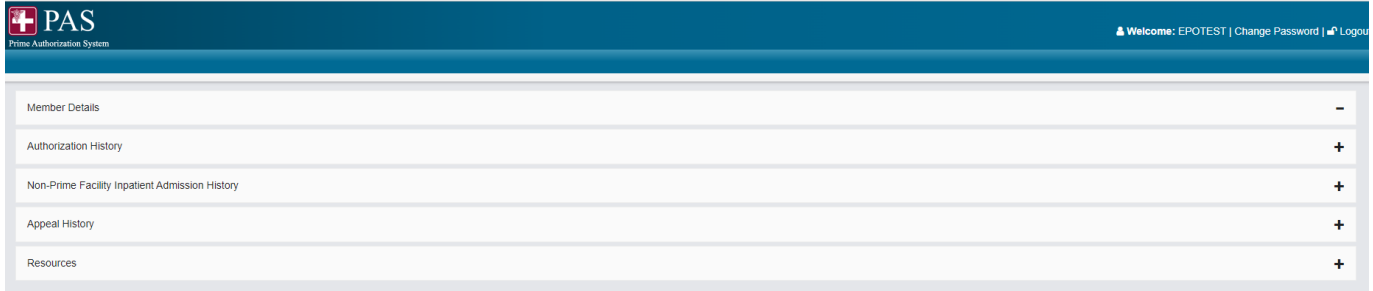 PAS
Prime Authorization System
Welcome: EPOTEST | Change Password | Logout
Member Details
Authorization History
Non-Prime Facility Inpatient Admission History
Appeal History
Resources